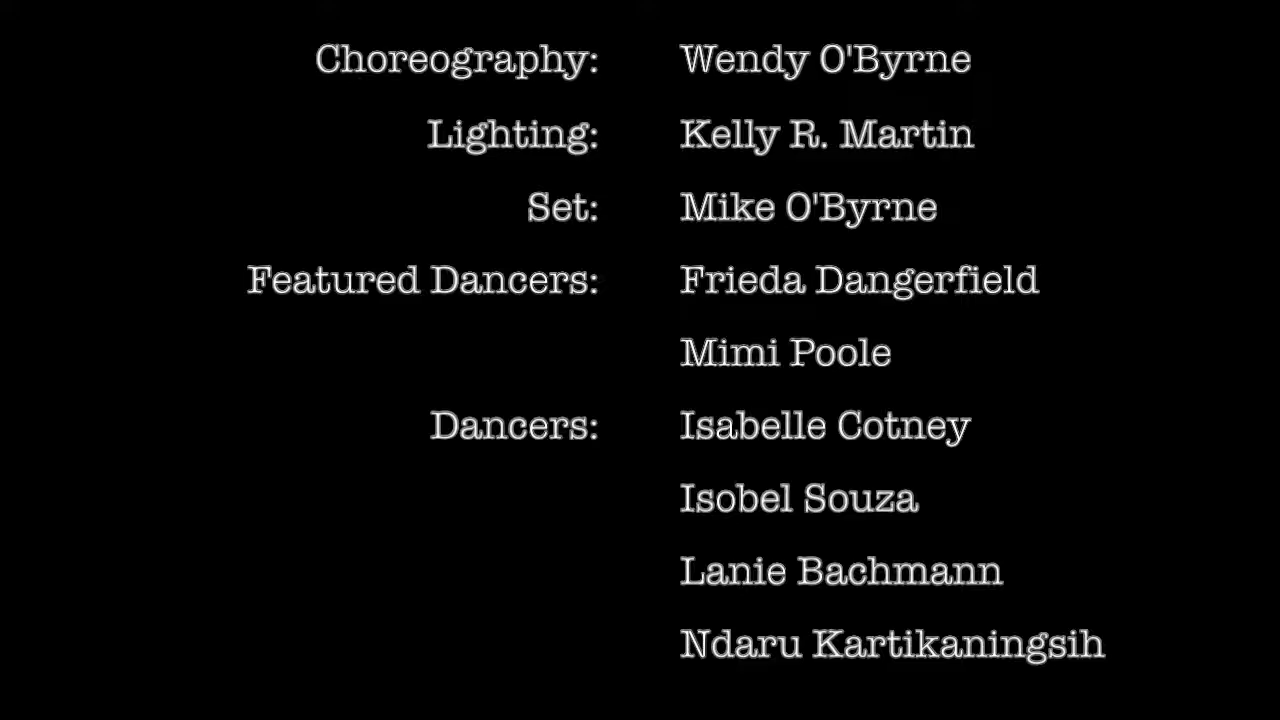 Choreography: Wendy O'Byrne
Lighting: Kelly R. Martin
Set: Mike O'Byrne
Featured Dancers: Frieda Dangerfield
Mimi Poole
Dancers: Isabelle Cotney
Isobel Souza
Lanie Bachmann
Ndaru Kartikaningsih